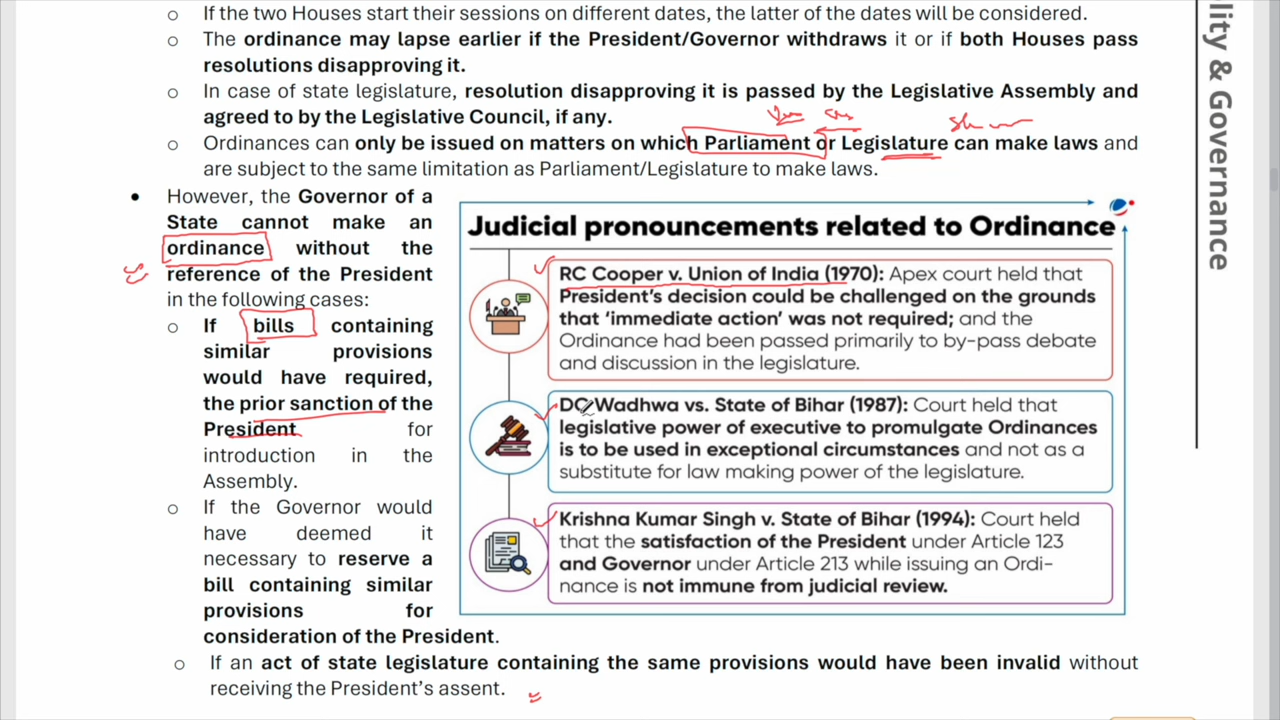 o If the two Houses start their sessions on different dates, the latter of the dates will be considered.
o The ordinance may lapse earlier if the President/Governor withdraws it or if both Houses pass
resolutions disapproving it.
o In case of state legislature, resolution disapproving it is passed by the Legislative Assembly and
agreed to by the Legislative Council, if any.
o Ordinances can only be issued on matters on which Parliament or Legislature can make laws and
are subject to the same limitation as Parliament/Legislature to make laws.
• However, the Governor of a
State cannot make an
ordinance without the
reference of the President
in the following cases:
o If bills containing
similar provisions
would have required,
the prior sanction of the
President for
introduction in the
Assembly.
o If the Governor would
have deemed it
necessary to reserve a
bill containing similar
provisions for
consideration of the President.
o If an act of state legislature containing the same provisions would have been invalid without
receiving the President's assent.
Judicial pronouncements related to Ordinance
RC Cooper v. Union of India (1970): Apex court held that
President's decision could be challenged on the grounds
that 'immediate action' was not required; and the
Ordinance had been passed primarily to by-pass debate
and discussion in the legislature.
DC Wadhwa vs. State of Bihar (1987): Court held that
legislative power of executive to promulgate Ordinances
is to be used in exceptional circumstances and not as a
substitute for law making power of the legislature.
Krishna Kumar Singh v. State of Bihar (1994): Court held
that the satisfaction of the President under Article 123
and Governor under Article 213 while issuing an Ordi-
nance is not immune from judicial review.
lity & Governance